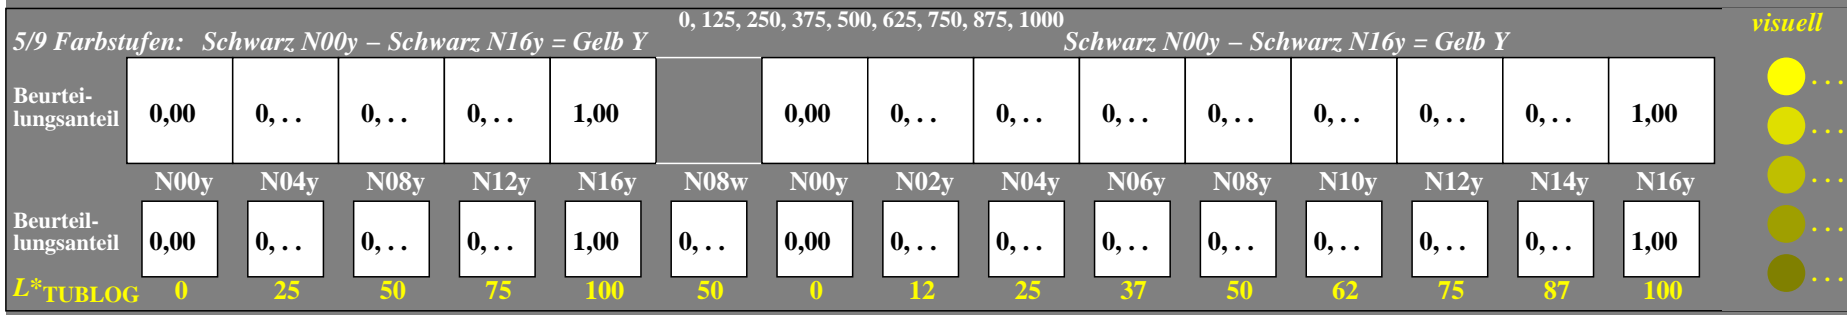 0, 125, 250, 375, 500, 625, 750, 875, 1000
visuell
5/9 Farbstufen: Schwarz N00y – Schwarz N16y = Gelb Y
Schwarz N00y – Schwarz N16y = Gelb Y
Beurtei-
lungsanteil
0,00 0, . . 0, . . 0, . . 1,00 0,00 0, . . 0, . . 0, . . 0, . . 0, . . 0, . . 0, . . 1,00
N00y N04y N08y N12y N16y N08w N00y N02y N04y N06y N08y N10y N12y N14y N16y
Beurteil-
lungsanteil
0,00 0, . . 0, . . 0, . . 1,00 0, . . 0,00 0, . . 0, . . 0, . . 0, . . 0, . . 0, . . 0, . . 1,00
L*TUBLOG 0 25 50 75 100 50 0 12 25 37 50 62 75 87 100
. . .
. . .
. . .
. . .
. . .